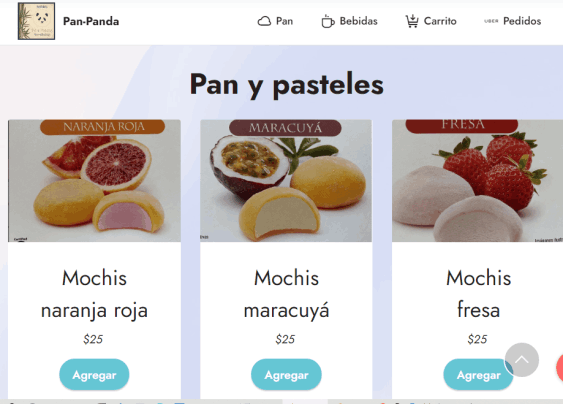 Pan-Panda
Pan
Bebidas
Carrito
UBER
Pedidos
Pan y pasteles
NARANJA ROJA
MARACUYÁ
FRESA
Mochis
naranja roja
$25
Agregar
Mochis
maracuyá
$25
Agregar
Mochis
fresa
$25
Agregar